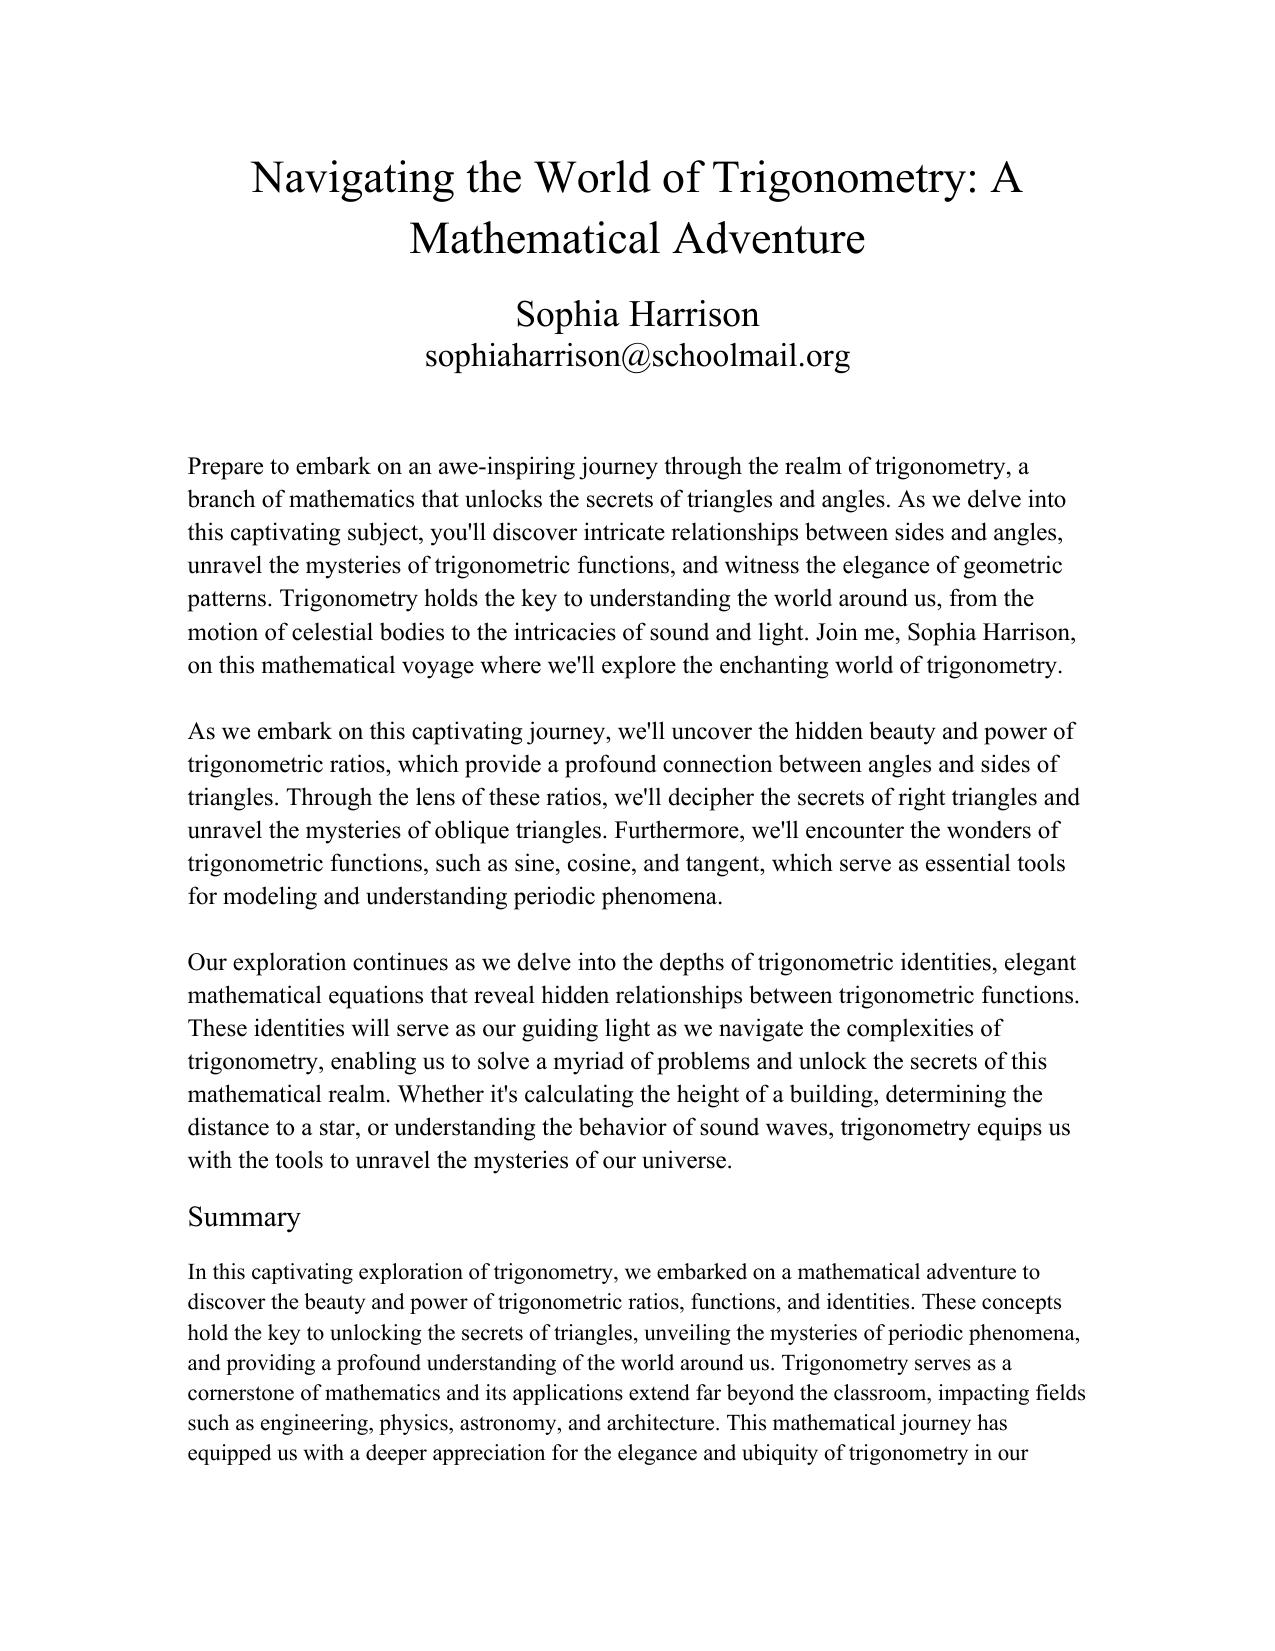 Navigating the World of Trigonometry: A
Mathematical Adventure
Sophia Harrison
sophiaharrison@schoolmail.org
Prepare to embark on an awe-inspiring journey through the realm of trigonometry, a
branch of mathematics that unlocks the secrets of triangles and angles. As we delve into
this captivating subject, you'll discover intricate relationships between sides and angles,
unravel the mysteries of trigonometric functions, and witness the elegance of geometric
patterns. Trigonometry holds the key to understanding the world around us, from the
motion of celestial bodies to the intricacies of sound and light. Join me, Sophia Harrison,
on this mathematical voyage where we'll explore the enchanting world of trigonometry.
As we embark on this captivating journey, we'll uncover the hidden beauty and power of
trigonometric ratios, which provide a profound connection between angles and sides of
triangles. Through the lens of these ratios, we'll decipher the secrets of right triangles and
unravel the mysteries of oblique triangles. Furthermore, we'll encounter the wonders of
trigonometric functions, such as sine, cosine, and tangent, which serve as essential tools
for modeling and understanding periodic phenomena.
Our exploration continues as we delve into the depths of trigonometric identities, elegant
mathematical equations that reveal hidden relationships between trigonometric functions.
These identities will serve as our guiding light as we navigate the complexities of
trigonometry, enabling us to solve a myriad of problems and unlock the secrets of this
mathematical realm. Whether it's calculating the height of a building, determining the
distance to a star, or understanding the behavior of sound waves, trigonometry equips us
with the tools to unravel the mysteries of our universe.
Summary
In this captivating exploration of trigonometry, we embarked on a mathematical adventure to
discover the beauty and power of trigonometric ratios, functions, and identities. These concepts
hold the key to unlocking the secrets of triangles, unveiling the mysteries of periodic phenomena,
and providing a profound understanding of the world around us. Trigonometry serves as a
cornerstone of mathematics and its applications extend far beyond the classroom, impacting fields
such as engineering, physics, astronomy, and architecture. This mathematical journey has
equipped us with a deeper appreciation for the elegance and ubiquity of trigonometry in our